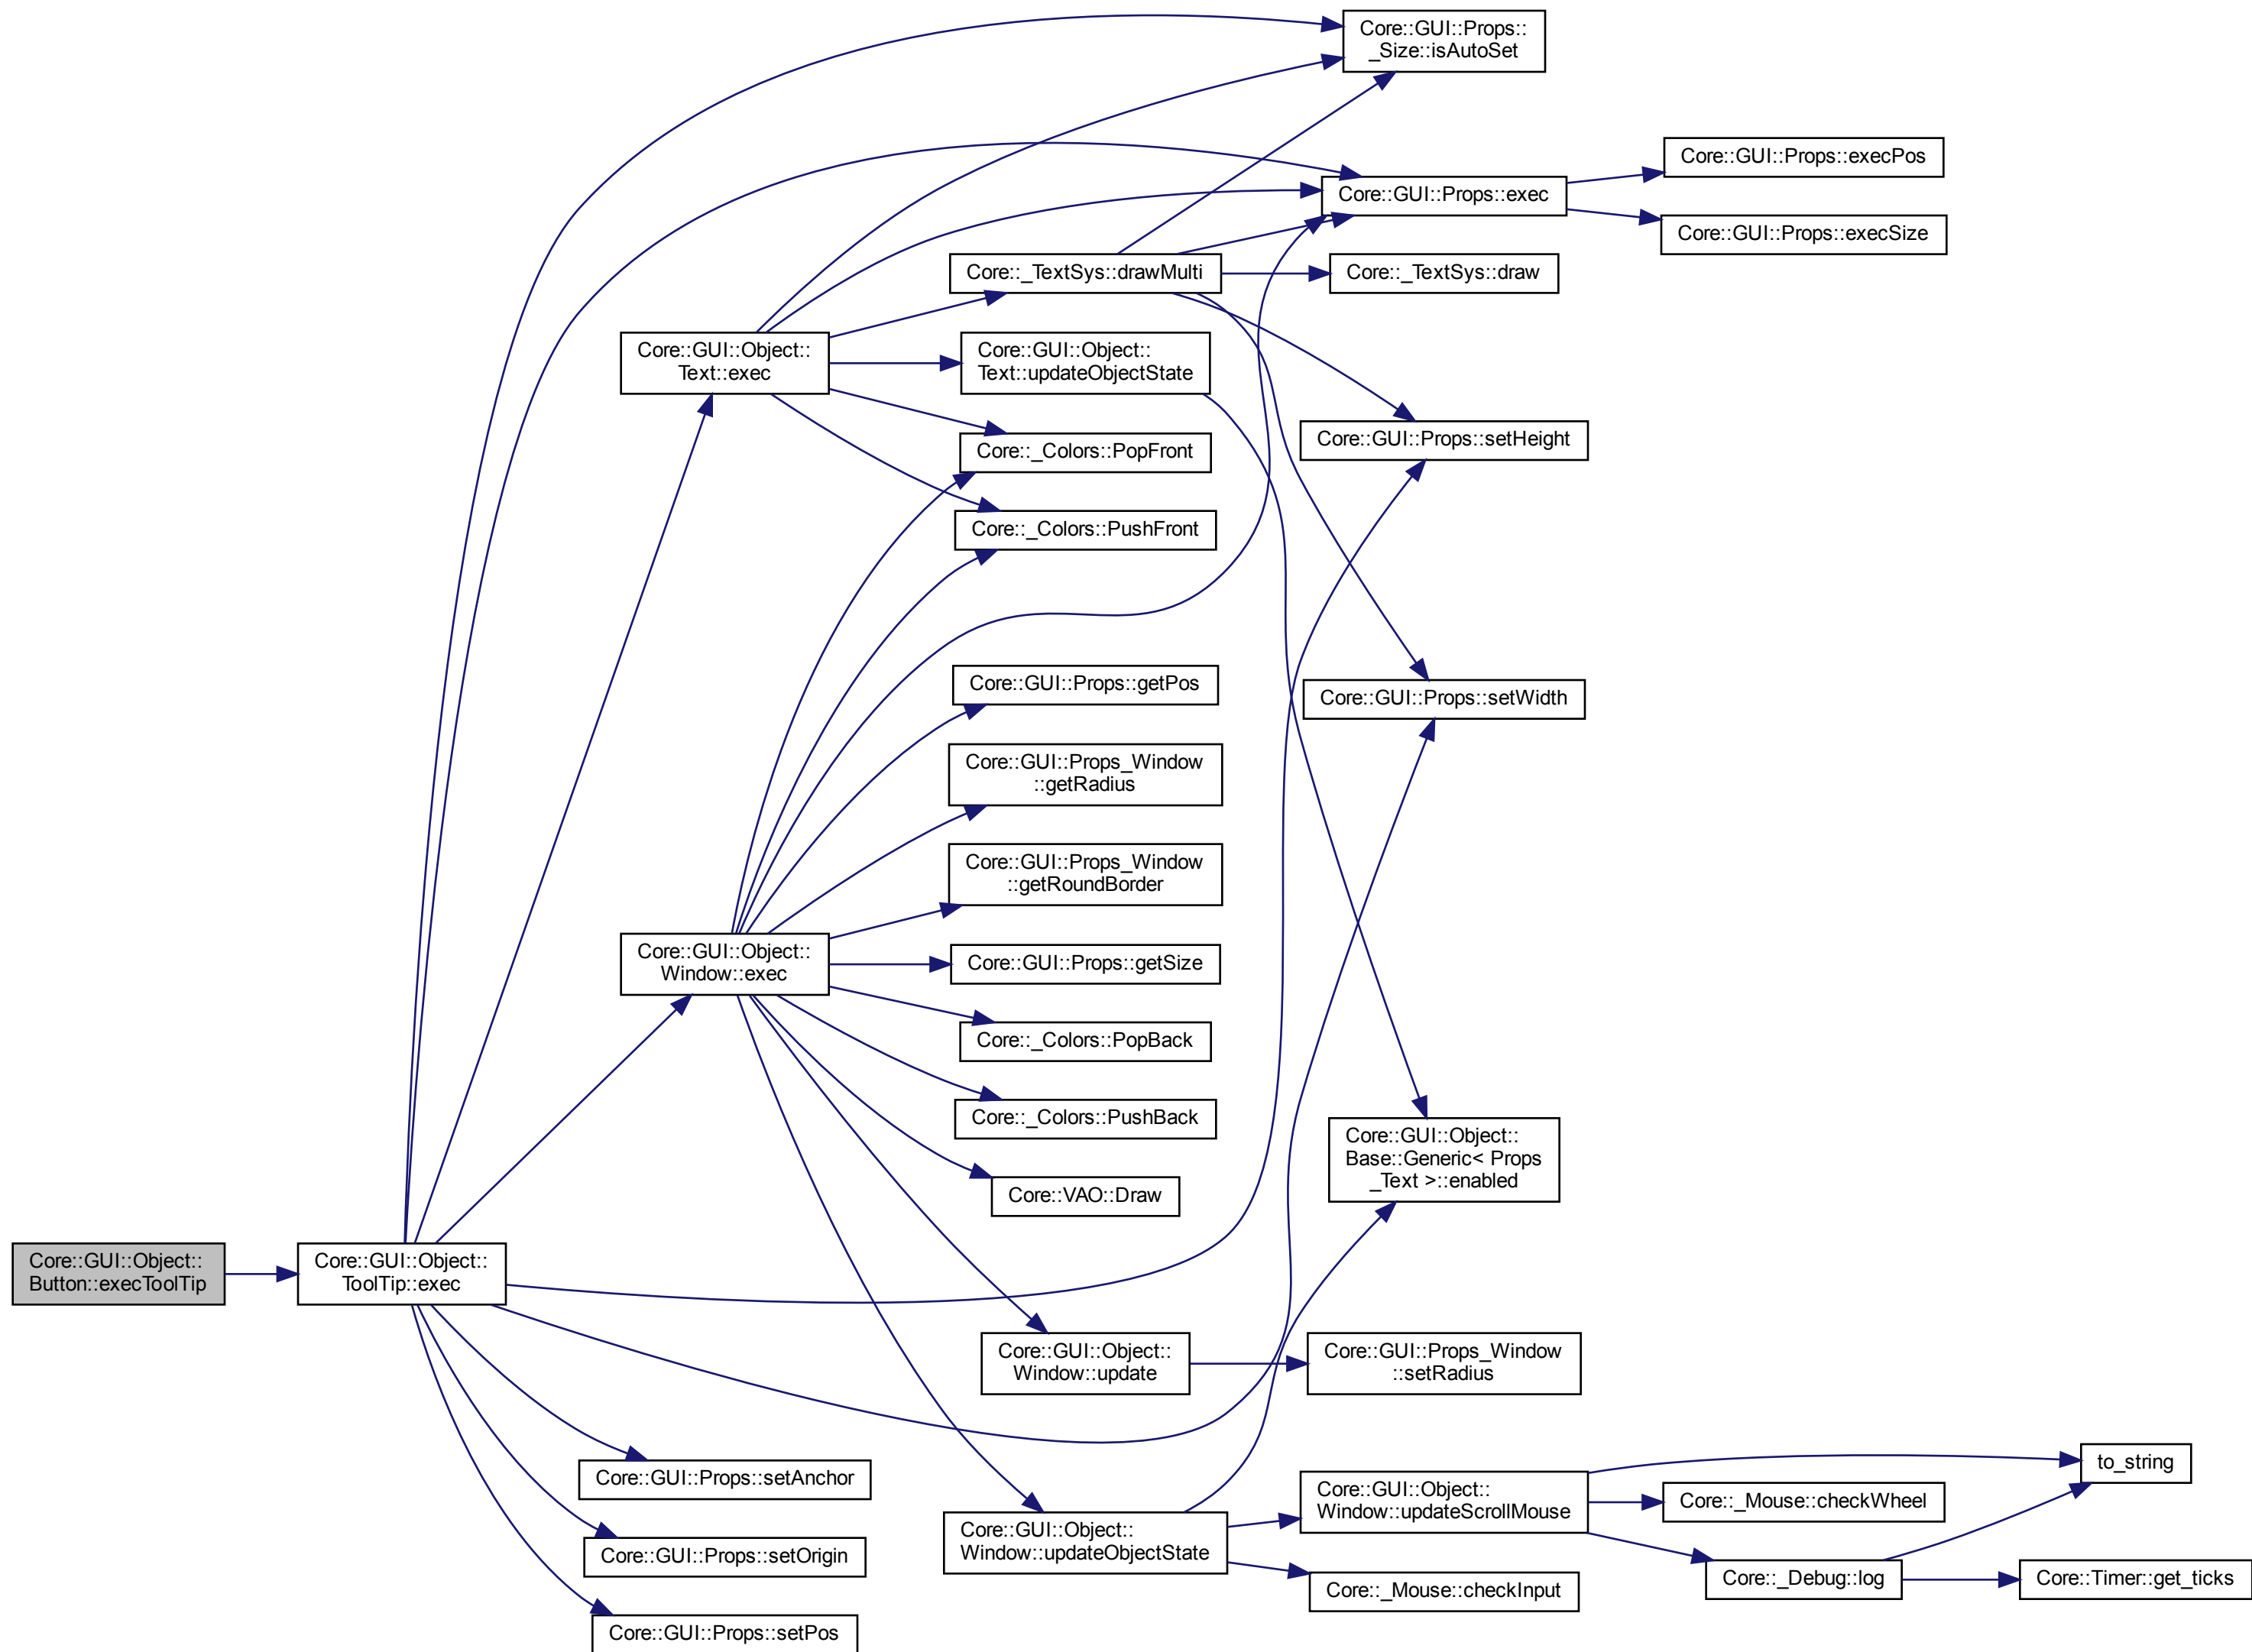 Core::GUI::Props::
_Size::isAutoSet
Core::GUI::Props::execPos
Core::GUI::Props::exec
Core::GUI::Props::execSize
Core::_TextSys::drawMulti
Core::_TextSys::draw
Core::GUI::Object::
Text::exec
Core::GUI::Object::
Text::updateObjectState
Core::_Colors::PopFront
Core::GUI::Props::setHeight
Core::_Colors::PushFront
Core::GUI::Props::getPos
Core::GUI::Props::setWidth
Core::GUI::Props_Window
::getRadius
Core::GUI::Props_Window
::getRoundBorder
Core::GUI::Object::
Window::exec
Core::GUI::Props::getSize
Core::_Colors::PopBack
Core::_Colors::PushBack
Core::GUI::Object::
Base::Generic< Props
_Text >::enabled
Core::VAO::Draw
Core::GUI::Object::
Button::execToolTip
Core::GUI::Object::
ToolTip::exec
Core::GUI::Object::
Window::update
Core::GUI::Props_Window
::setRadius
Core::GUI::Props::setAnchor
to_string
Core::GUI::Object::
Window::updateScrollMouse
Core::_Mouse::checkWheel
Core::GUI::Props::setOrigin
Core::GUI::Object::
Window::updateObjectState
Core::_Debug::log
Core::Timer::get_ticks
Core::_Mouse::checkInput
Core::GUI::Props::setPos